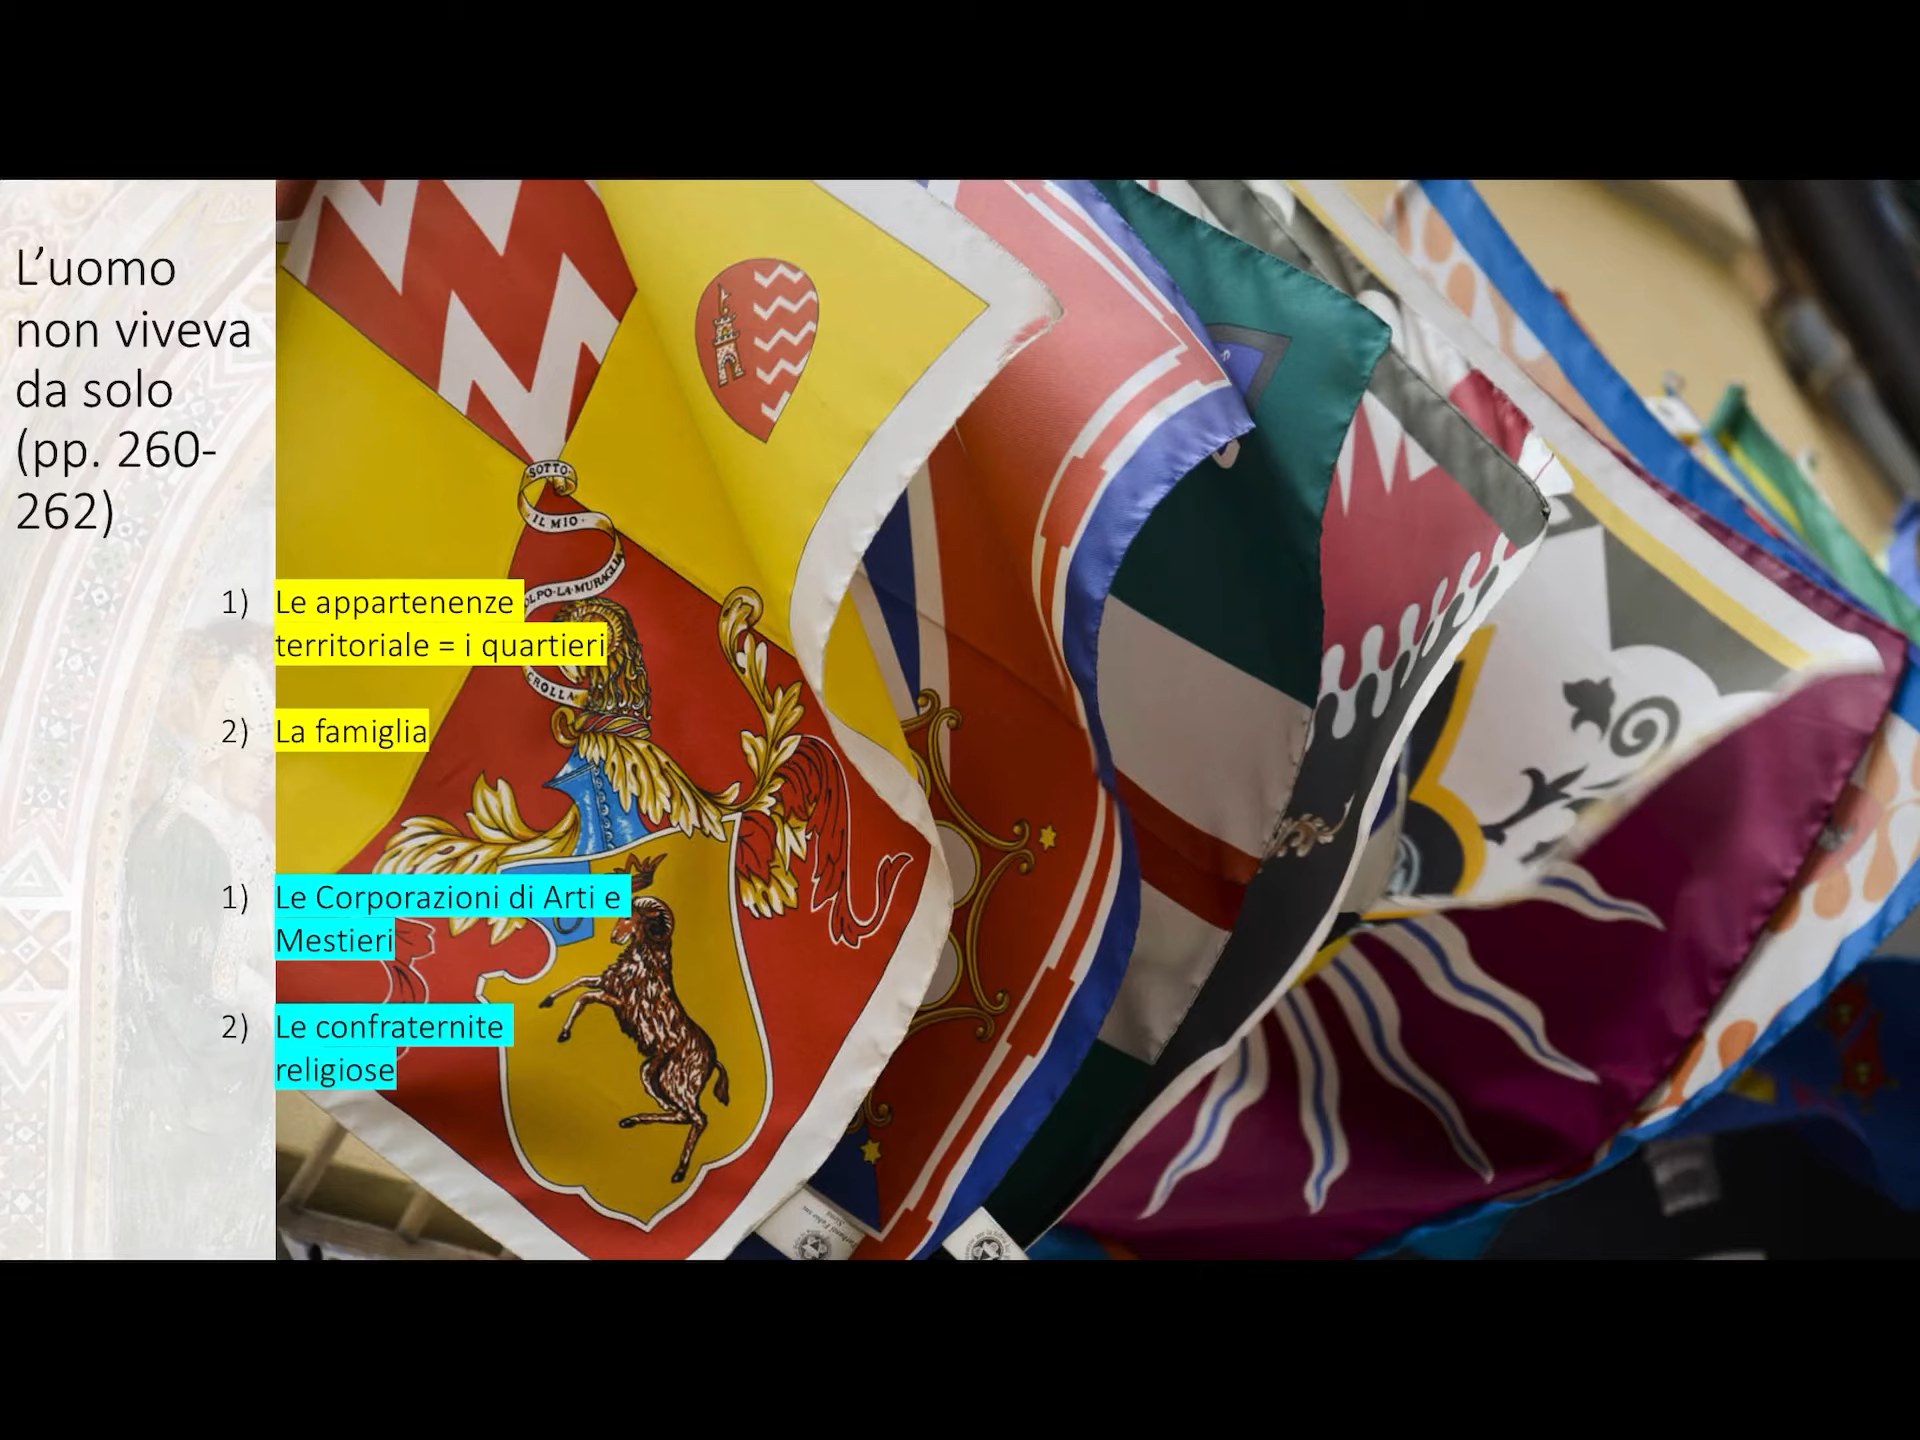 L’uomo
non viveva
da solo
(pp. 260-
262)
1) Le appartenenze
territoriale = i quartieri
2) La famiglia
1) Le Corporazioni di Arti e
Mestieri
2) Le confraternite
religiose
SOTTO
IL MIO
LPO·LA·MURAGLIA
CROLLA